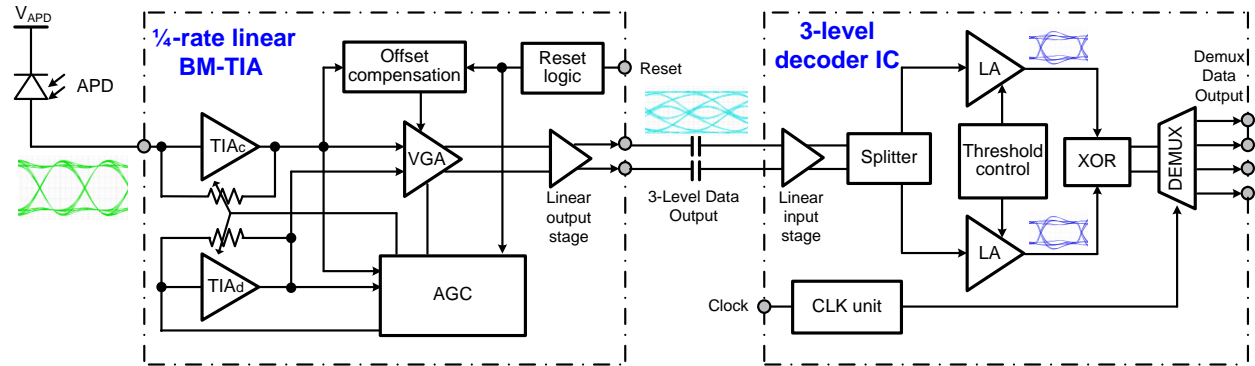 V_APD
APD
¼-rate linear
BM-TIA
Offset
compensation
Reset
logic
Reset
TIAc
VGA
TIAd
AGC
Linear
output
stage
3-Level Data
Output
3-level
decoder IC
Linear
input
stage
Splitter
LA
Threshold
control
LA
XOR
DEMUX
Demux
Data
Output
Clock
CLK unit